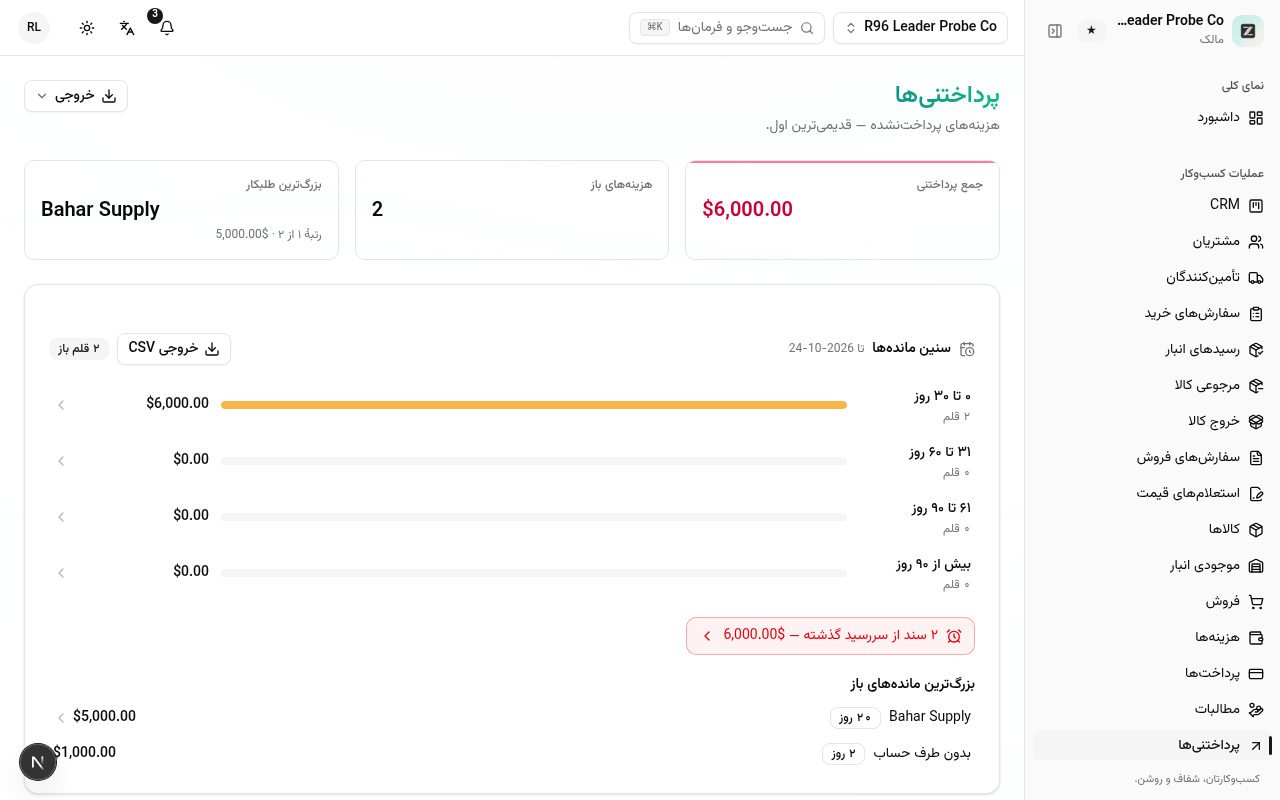 …eader Probe Co
مالک
★
نمای کلی
داشبورد
عملیات کسب‌وکار
CRM
مشتریان
تأمین‌کنندگان
سفارش‌های خرید
رسیدهای انبار
مرجوعی کالا
خروج کالا
سفارش‌های فروش
استعلام‌های قیمت
کالاها
موجودی انبار
فروش
هزینه‌ها
پرداخت‌ها
مطالبات
پرداختنی‌ها
کسب‌وکارتان، شفاف و روشن.
R96 Leader Probe Co
جست‌وجو و فرمان‌ها ⌘K
3
RL
پرداختنی‌ها
هزینه‌های پرداخت‌نشده — قدیمی‌ترین اول.
خروجی
جمع پرداختنی
$6,000.00
هزینه‌های باز
2
بزرگ‌ترین طلبکار
Bahar Supply
رتبهٔ ۱ از ۲ · 5,000.00$
سنین مانده‌ها تا 2026-10-24
خروجی CSV
۲ قلم باز
۰ تا ۳۰ روز
۲ قلم
$6,000.00
۳۱ تا ۶۰ روز
۰ قلم
$0.00
۶۱ تا ۹۰ روز
۰ قلم
$0.00
بیش از ۹۰ روز
۰ قلم
$0.00
۲ سند از سررسید گذشته — 6,000.00$
بزرگ‌ترین مانده‌های باز
Bahar Supply ۲۰ روز $5,000.00
بدون طرف حساب ۲ روز $1,000.00
N